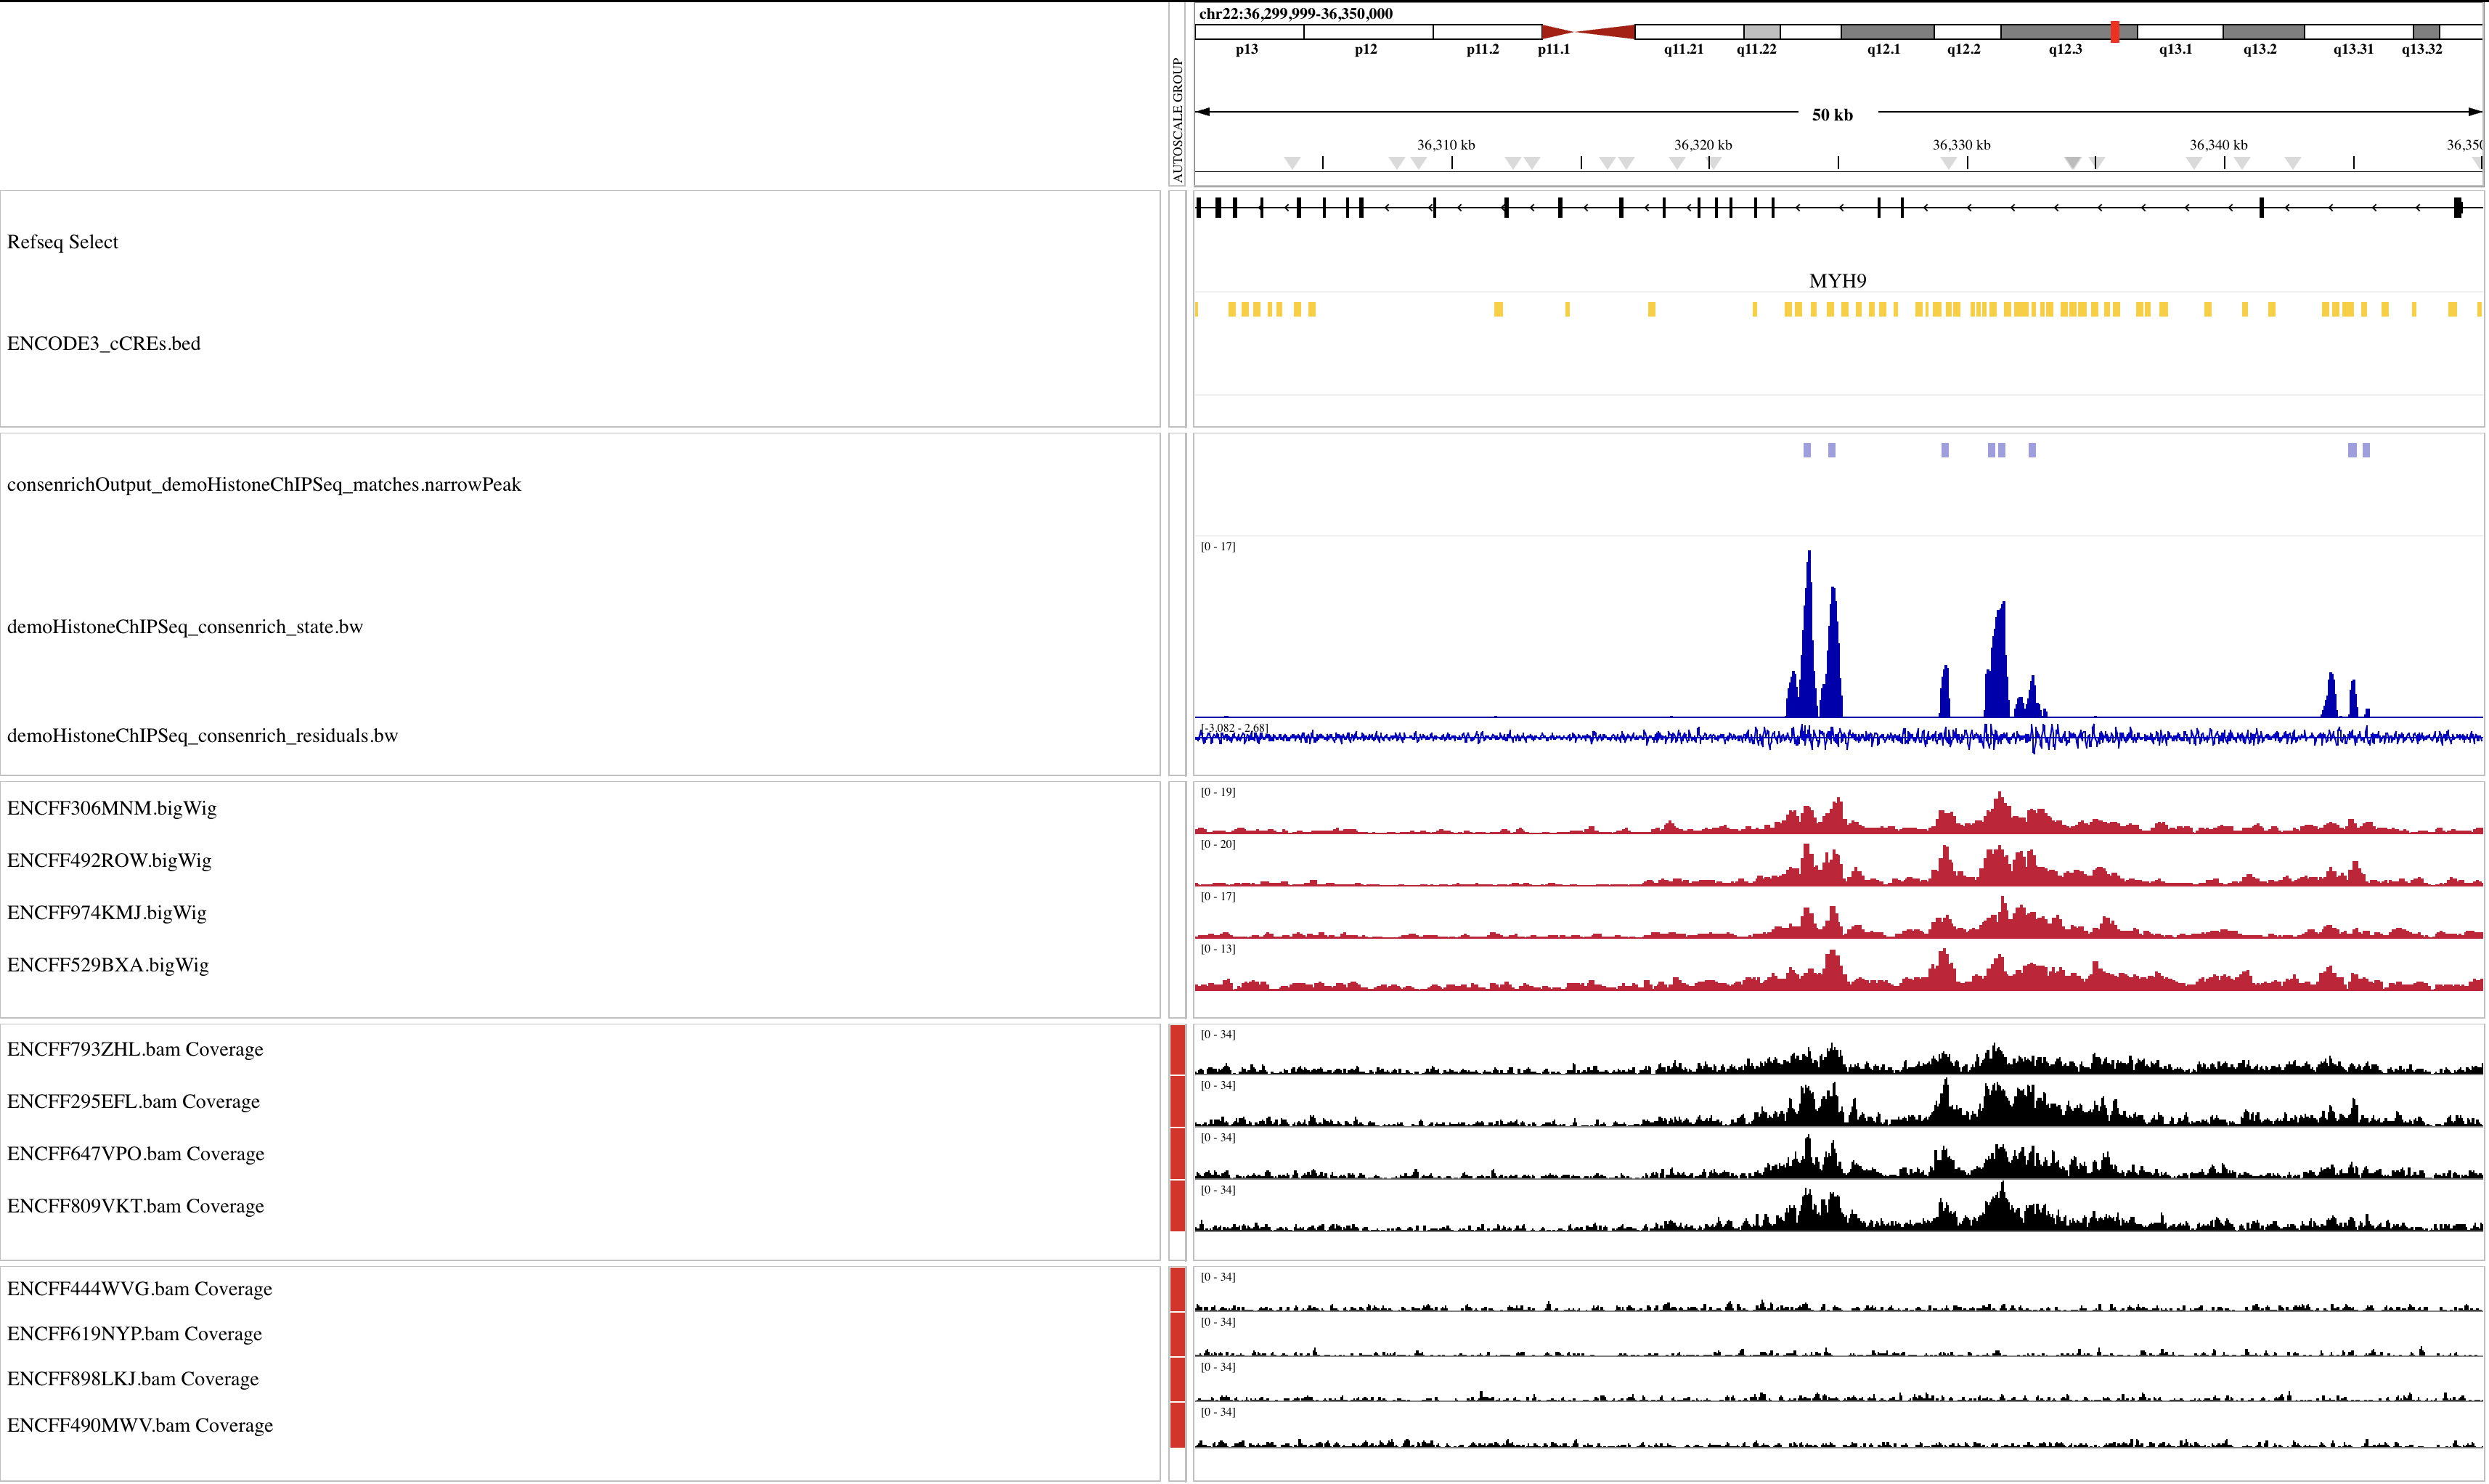 chr22:36,299,999-36,350,000
p13 p12 p11.2 p11.1 q11.21 q11.22 q12.1 q12.2 q12.3 q13.1 q13.2 q13.31 q13.32
AUTOSCALE GROUP
50 kb
36,310 kb 36,320 kb 36,330 kb 36,340 kb 36,350
Refseq Select
MYH9
ENCODE3_cCREs.bed
consenrichOutput_demoHistoneChIPSeq_matches.narrowPeak
[0 - 17]
demoHistoneChIPSeq_consenrich_state.bw
[-3.082 - 2.68]
demoHistoneChIPSeq_consenrich_residuals.bw
[0 - 19]
ENCFF306MNM.bigWig
[0 - 20]
ENCFF492ROW.bigWig
[0 - 17]
ENCFF974KMJ.bigWig
[0 - 13]
ENCFF529BXA.bigWig
[0 - 34]
ENCFF793ZHL.bam Coverage
[0 - 34]
ENCFF295EFL.bam Coverage
[0 - 34]
ENCFF647VPO.bam Coverage
[0 - 34]
ENCFF809VKT.bam Coverage
[0 - 34]
ENCFF444WVG.bam Coverage
[0 - 34]
ENCFF619NYP.bam Coverage
[0 - 34]
ENCFF898LKJ.bam Coverage
[0 - 34]
ENCFF490MWV.bam Coverage